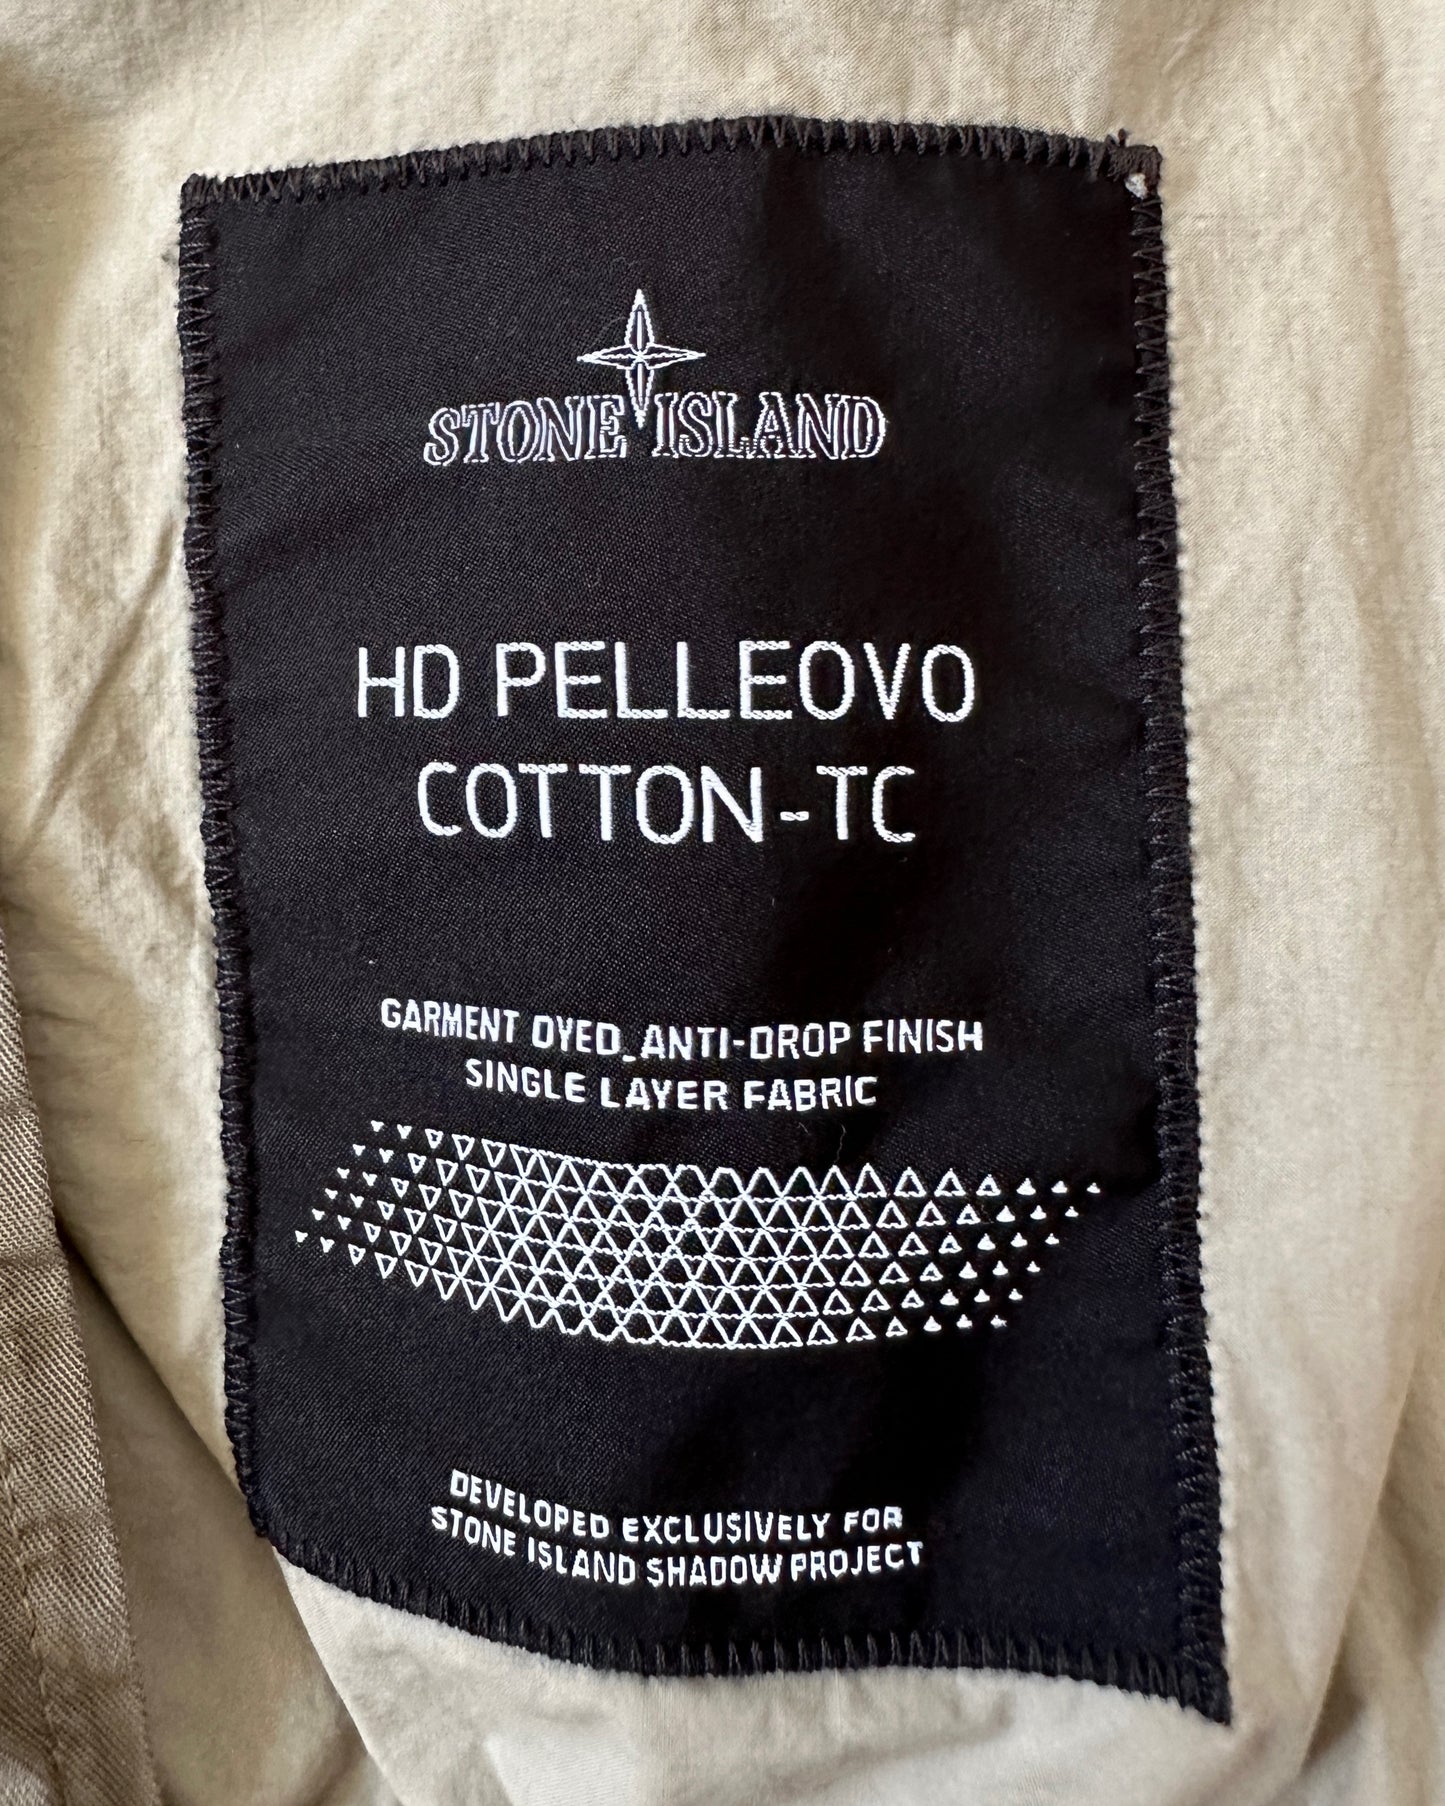 STONE ISLAND
HD PELLEOVO
COTTON-TC
GARMENT DYED_ANTI-DROP FINISH
SINGLE LAYER FABRIC
DEVELOPED EXCLUSIVELY FOR
STONE ISLAND SHADOW PROJECT